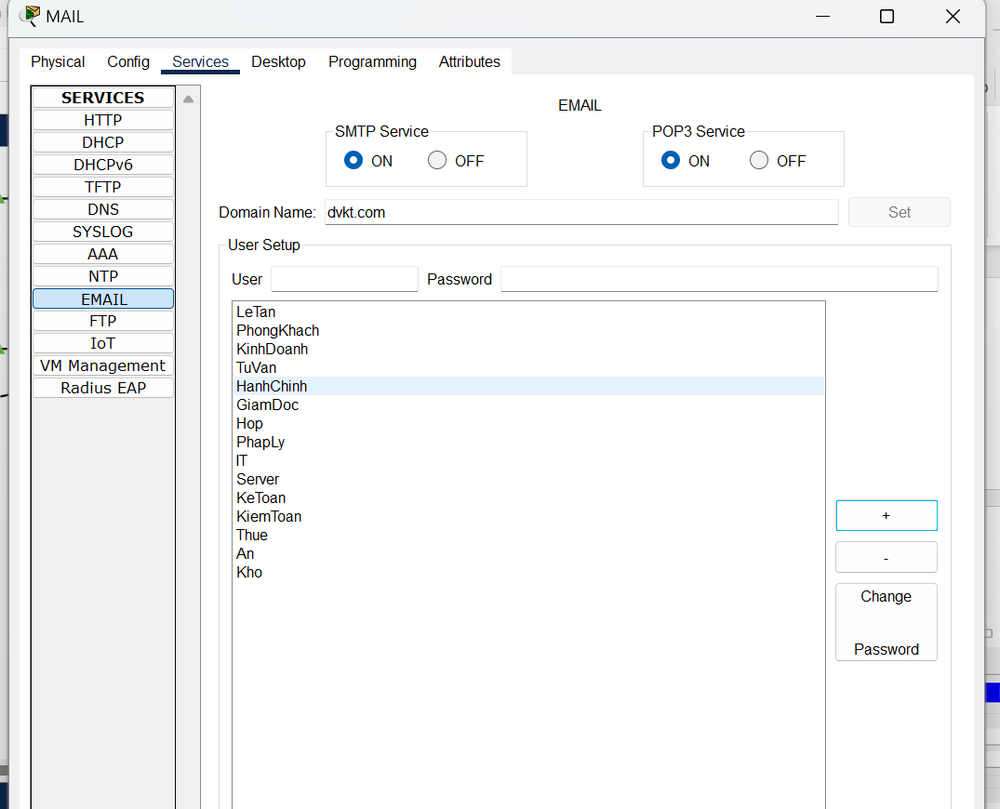 MAIL
Physical Config Services Desktop Programming Attributes
SERVICES
HTTP
DHCP
DHCPv6
TFTP
DNS
SYSLOG
AAA
NTP
EMAIL
FTP
IoT
VM Management
Radius EAP
EMAIL
SMTP Service
ON OFF
POP3 Service
ON OFF
Domain Name: dvkt.com Set
User Setup
User Password
LeTan
PhongKhach
KinhDoanh
TuVan
HanhChinh
GiamDoc
Hop
PhapLy
IT
Server
KeToan
KiemToan
Thue
An
Kho
+
-
Change
Password